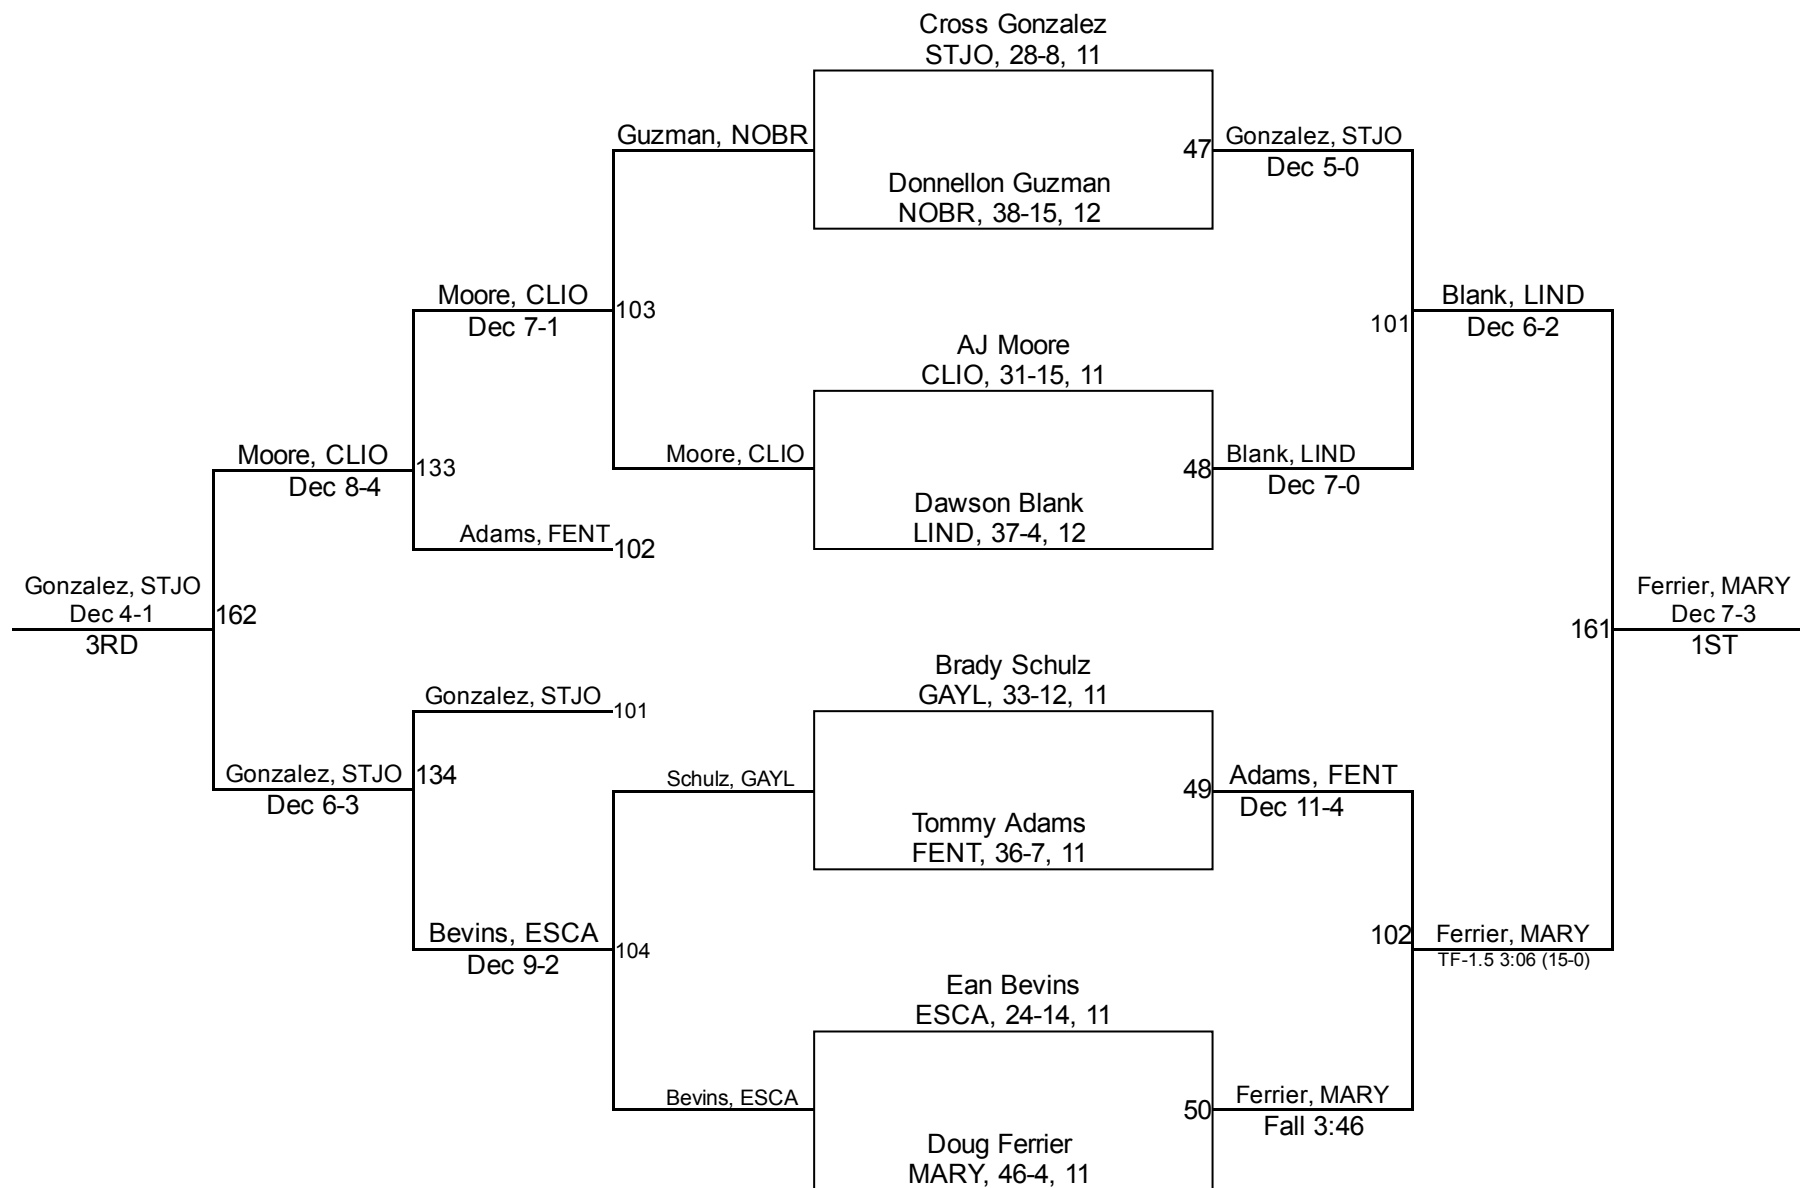 Cross Gonzalez
STJO, 28-8, 11
Guzman, NOBR
47
Gonzalez, STJO
Dec 5-0
Donnellon Guzman
NOBR, 38-15, 12
Moore, CLIO
Dec 7-1
103
101
Blank, LIND
Dec 6-2
AJ Moore
CLIO, 31-15, 11
Moore, CLIO
Dec 8-4
133
Moore, CLIO
48
Blank, LIND
Dec 7-0
Dawson Blank
LIND, 37-4, 12
Adams, FENT
102
Gonzalez, STJO
Dec 4-1
3RD
162
161
Ferrier, MARY
Dec 7-3
1ST
Brady Schulz
GAYL, 33-12, 11
Gonzalez, STJO
101
Gonzalez, STJO
Dec 6-3
134
Schulz, GAYL
49
Adams, FENT
Dec 11-4
Tommy Adams
FENT, 36-7, 11
Bevins, ESCA
Dec 9-2
104
102
Ferrier, MARY
TF-1.5 3:06 (15-0)
Ean Bevins
ESCA, 24-14, 11
Bevins, ESCA
50
Ferrier, MARY
Fall 3:46
Doug Ferrier
MARY, 46-4, 11